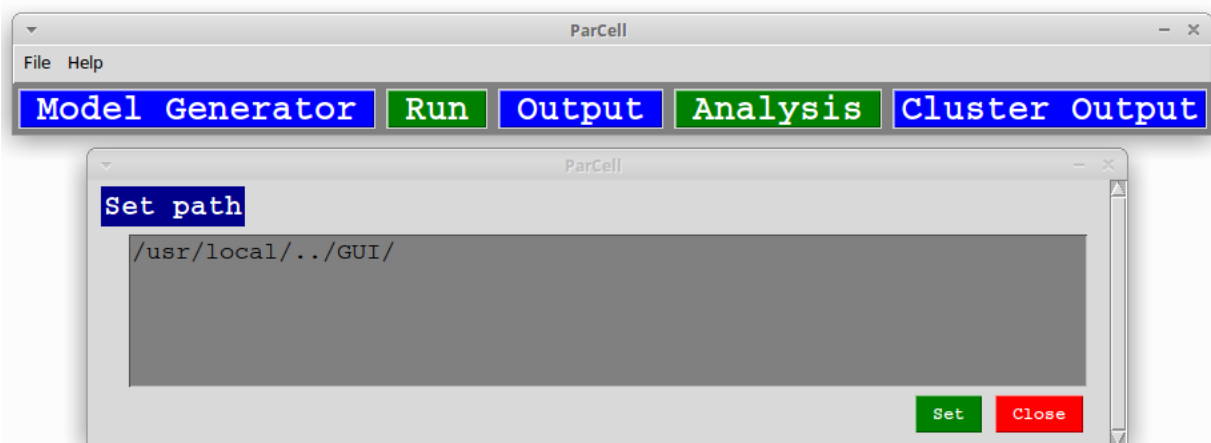 ParCell
File Help
Model Generator Run Output Analysis Cluster Output
ParCell
Set path
/usr/local/../GUI/
Set Close